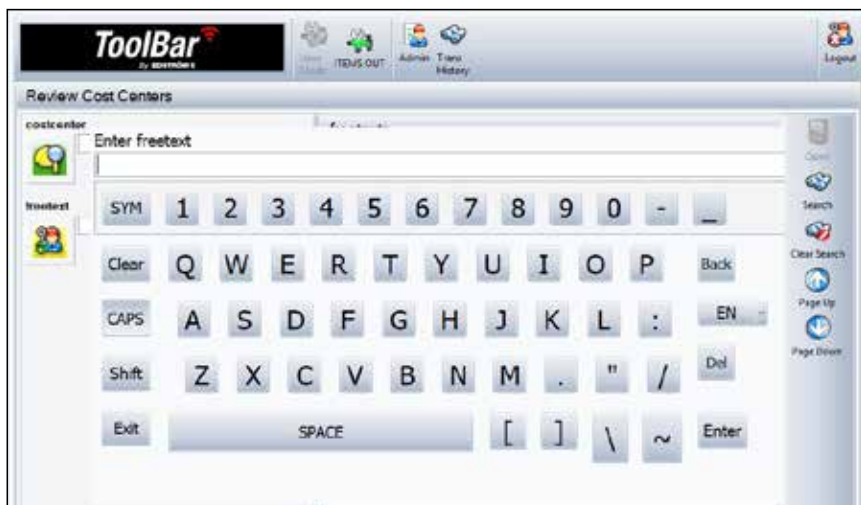 ToolBar
ITEMS OUT
Admin
Trans
History
Logout
Review Cost Centers
costcenter
Enter freetext
freetext
SYM 1 2 3 4 5 6 7 8 9 0 - _
Clear Q W E R T Y U I O P Back
CAPS A S D F G H J K L : EN
Shift Z X C V B N M . " / Del
Exit SPACE [ ] \ ~ Enter
Open
Search
Clear Search
Page Up
Page Down